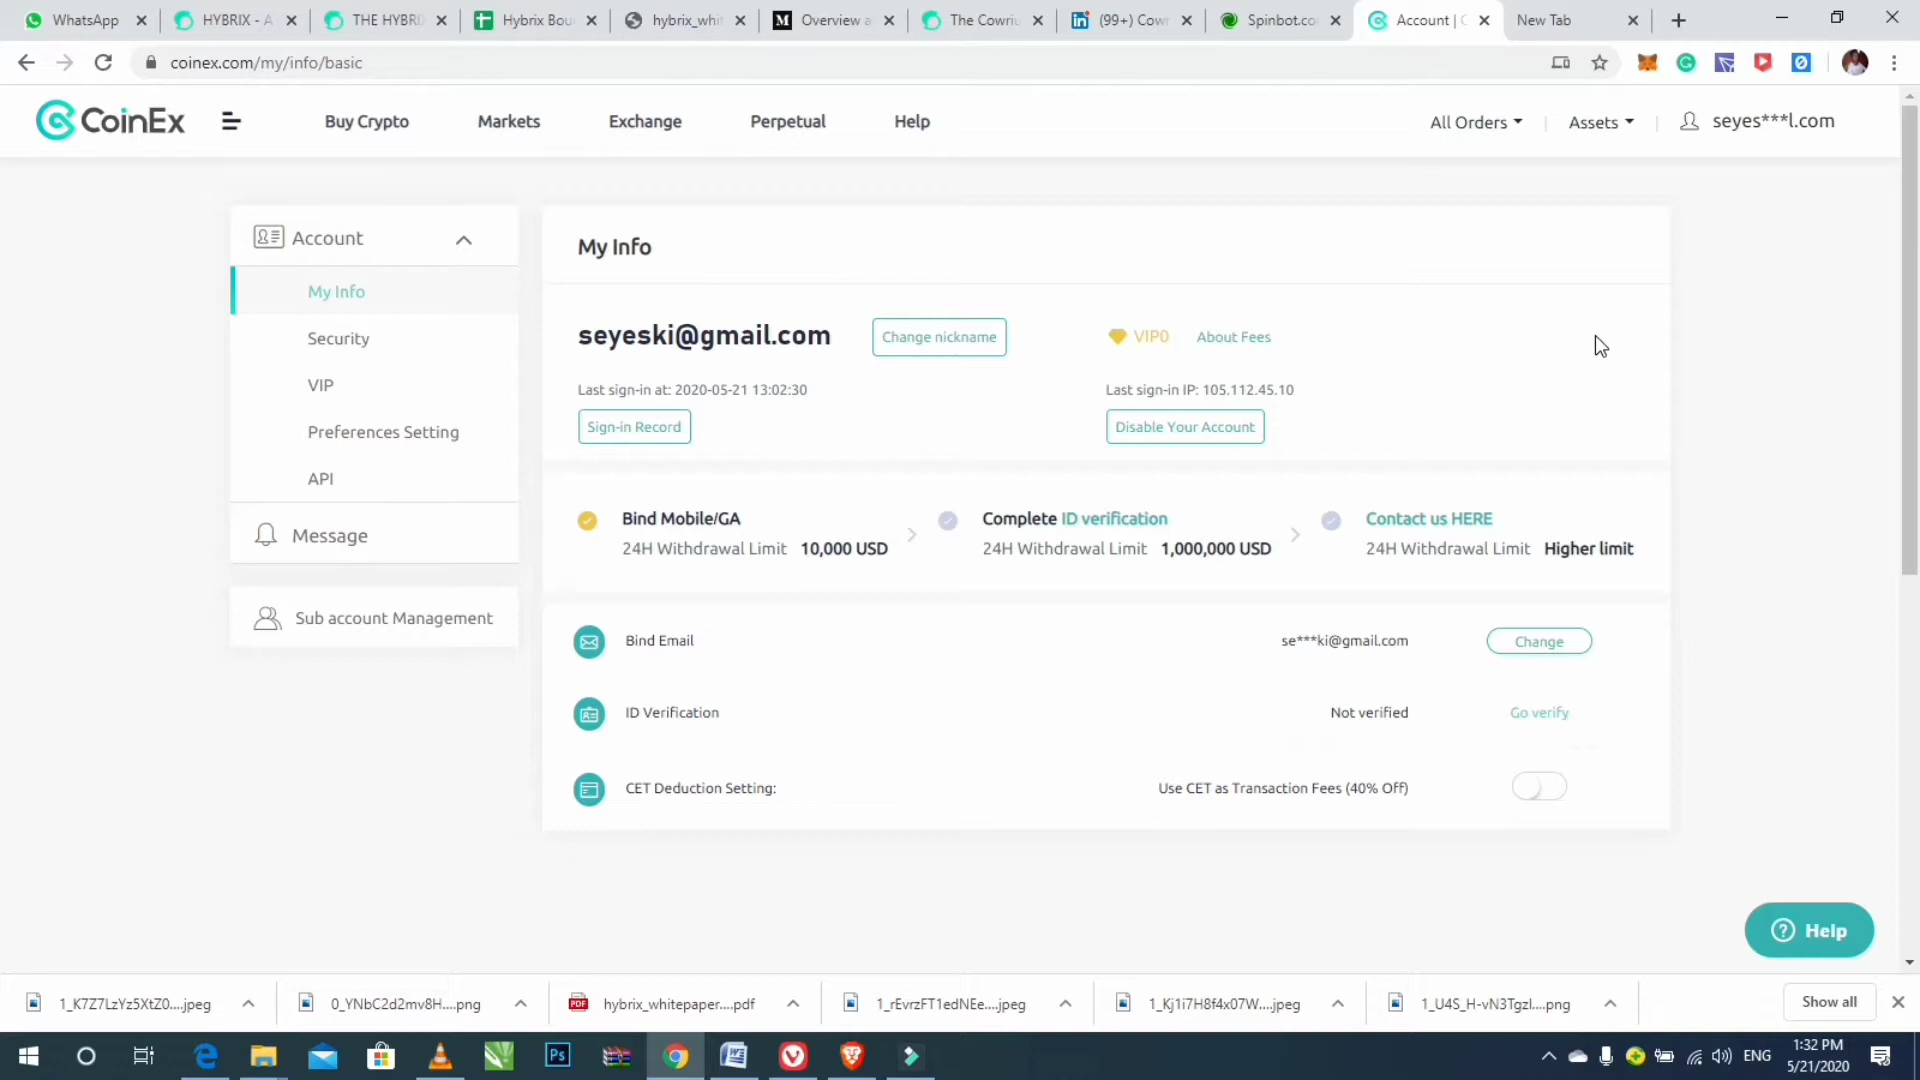 WhatsApp
HYBRIX - A
THE HYBRI
Hybrix Bou
hybrix_whit
Overview a
The Cowriu
(99+) Cowr
Spinbot.co
Account | C
New Tab
coinex.com/my/info/basic
CoinEx
Buy Crypto
Markets
Exchange
Perpetual
Help
All Orders
Assets
seyes***l.com
Account
My Info
Security
VIP
Preferences Setting
API
Message
Sub account Management
My Info
seyeski@gmail.com
Change nickname
VIP0
About Fees
Last sign-in at: 2020-05-21 13:02:30
Last sign-in IP: 105.112.45.10
Sign-in Record
Disable Your Account
Bind Mobile/GA
24H Withdrawal Limit 10,000 USD
Complete ID verification
24H Withdrawal Limit 1,000,000 USD
Contact us HERE
24H Withdrawal Limit Higher limit
Bind Email
se***ki@gmail.com
Change
ID Verification
Not verified
Go verify
CET Deduction Setting:
Use CET as Transaction Fees (40% Off)
Help
1_K7Z7LzYz5XtZ0....jpeg
0_YNbC2d2mv8H....png
PDF
hybrix_whitepaper....pdf
1_rEvrzFT1edNEe....jpeg
1_Kj1i7H8f4x07W....jpeg
1_U4S_H-vN3TgzI....png
Show all
Ps
ENG
1:32 PM
5/21/2020